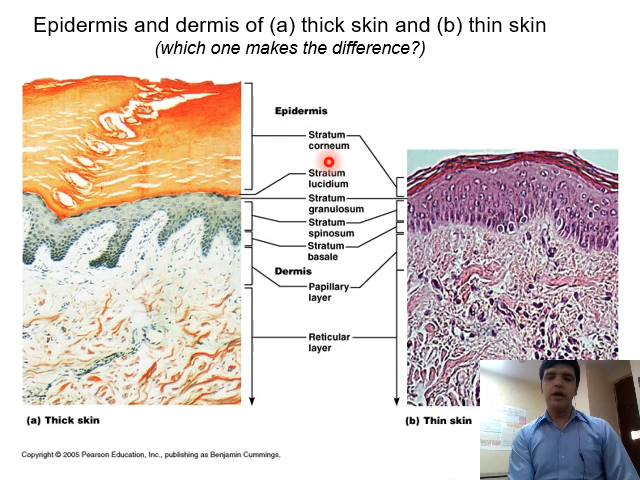 Epidermis and dermis of (a) thick skin and (b) thin skin
(which one makes the difference?)
Epidermis
Stratum
corneum
Stratum
lucidium
Stratum
granulosum
Stratum
spinosum
Stratum
basale
Dermis
Papillary
layer
Reticular
layer
(a) Thick skin
(b) Thin skin
Copyright © 2005 Pearson Education, Inc., publishing as Benjamin Cummings.